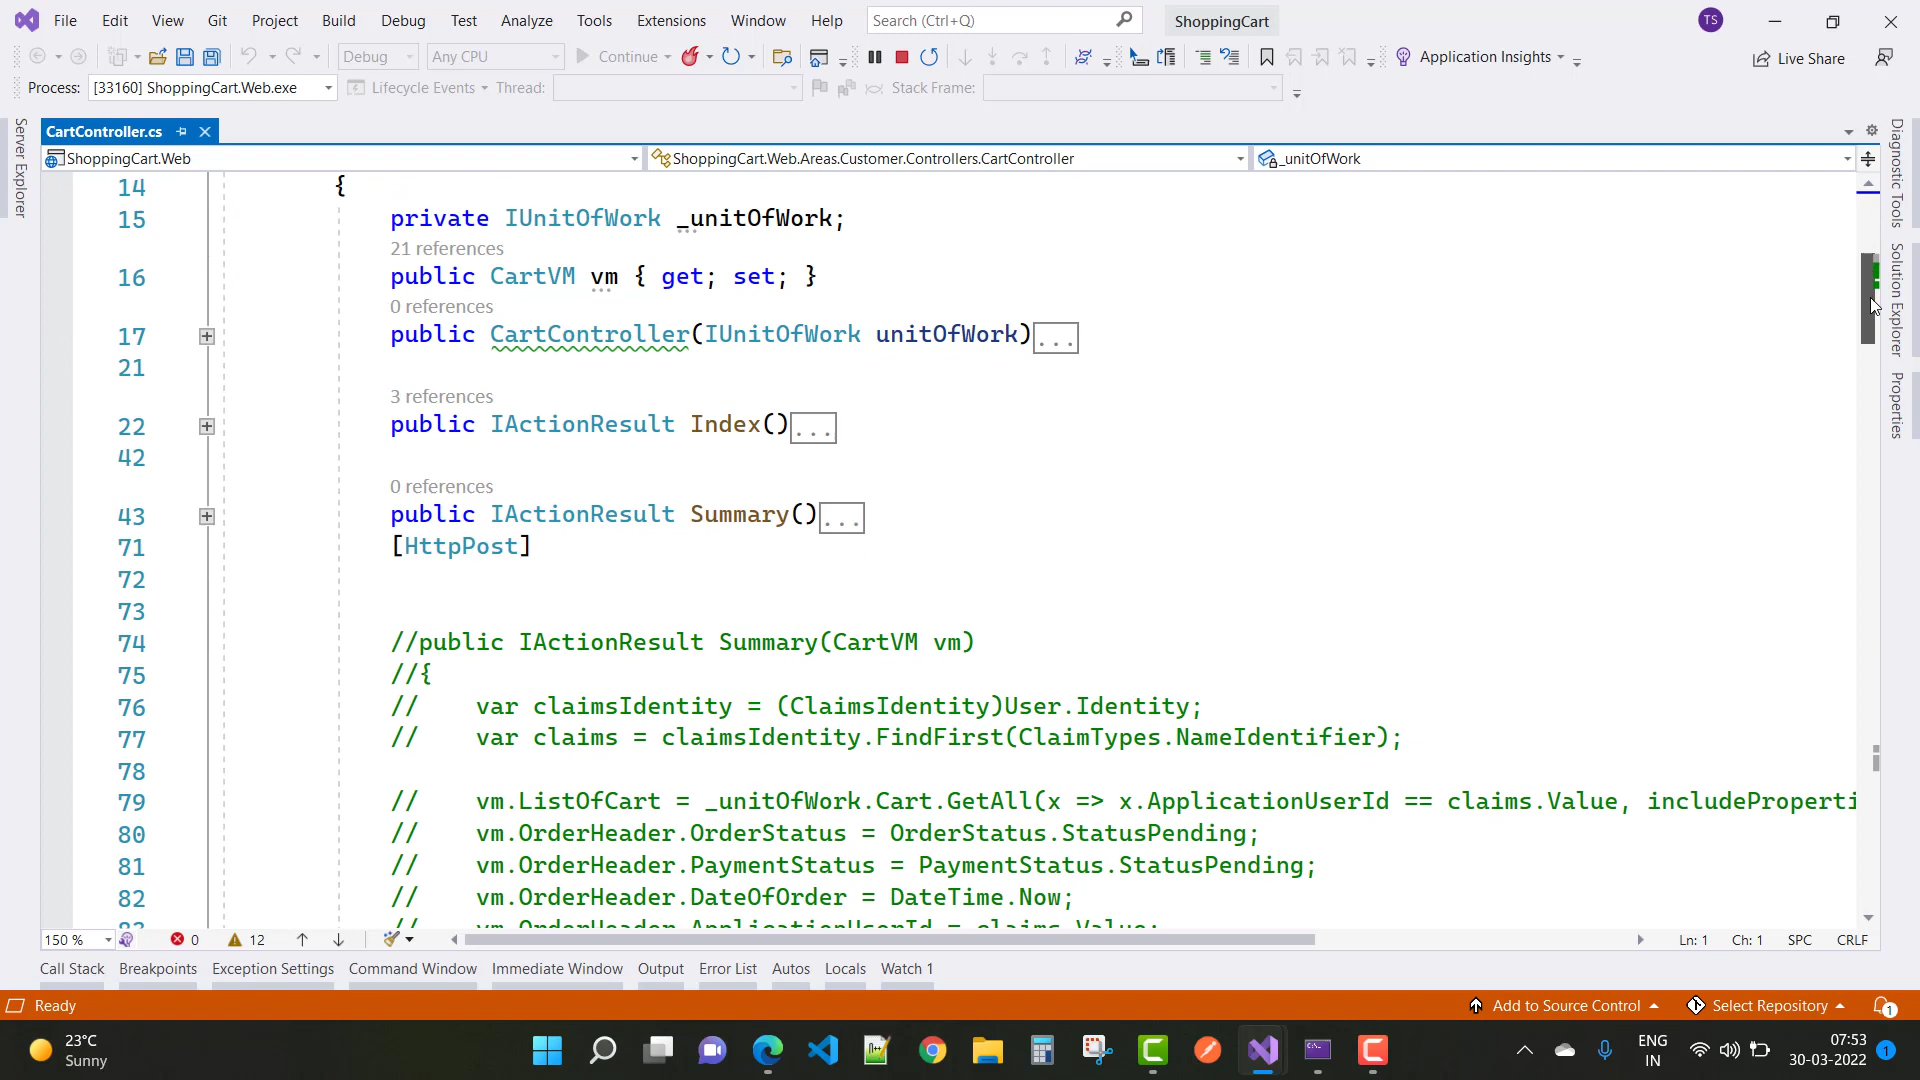 File Edit View Git Project Build Debug Test Analyze Tools Extensions Window Help Search (Ctrl+Q) ShoppingCart TS
Debug Any CPU Continue Application Insights Live Share
Process: [33160] ShoppingCart.Web.exe Lifecycle Events Thread: Stack Frame:
CartController.cs
ShoppingCart.Web ShoppingCart.Web.Areas.Customer.Controllers.CartController _unitOfWork
Server Explorer
Diagnostic Tools
Solution Explorer
Properties
14 {
15 private IUnitOfWork _unitOfWork;
21 references
16 public CartVM vm { get; set; }
0 references
17 public CartController(IUnitOfWork unitOfWork)...
21
3 references
22 public IActionResult Index()...
42
0 references
43 public IActionResult Summary()...
71 [HttpPost]
72
73
74 //public IActionResult Summary(CartVM vm)
75 //{
76 // var claimsIdentity = (ClaimsIdentity)User.Identity;
77 // var claims = claimsIdentity.FindFirst(ClaimTypes.NameIdentifier);
78
79 // vm.ListOfCart = _unitOfWork.Cart.GetAll(x => x.ApplicationUserId == claims.Value, includeProperti
80 // vm.OrderHeader.OrderStatus = OrderStatus.StatusPending;
81 // vm.OrderHeader.PaymentStatus = PaymentStatus.StatusPending;
82 // vm.OrderHeader.DateOfOrder = DateTime.Now;
83 // vm.OrderHeader.ApplicationUserId = claims.Value;
150 % 0 12 Ln: 1 Ch: 1 SPC CRLF
Call Stack Breakpoints Exception Settings Command Window Immediate Window Output Error List Autos Locals Watch 1
Ready Add to Source Control Select Repository 1
23°C
Sunny
ENG
IN
07:53
30-03-2022
1